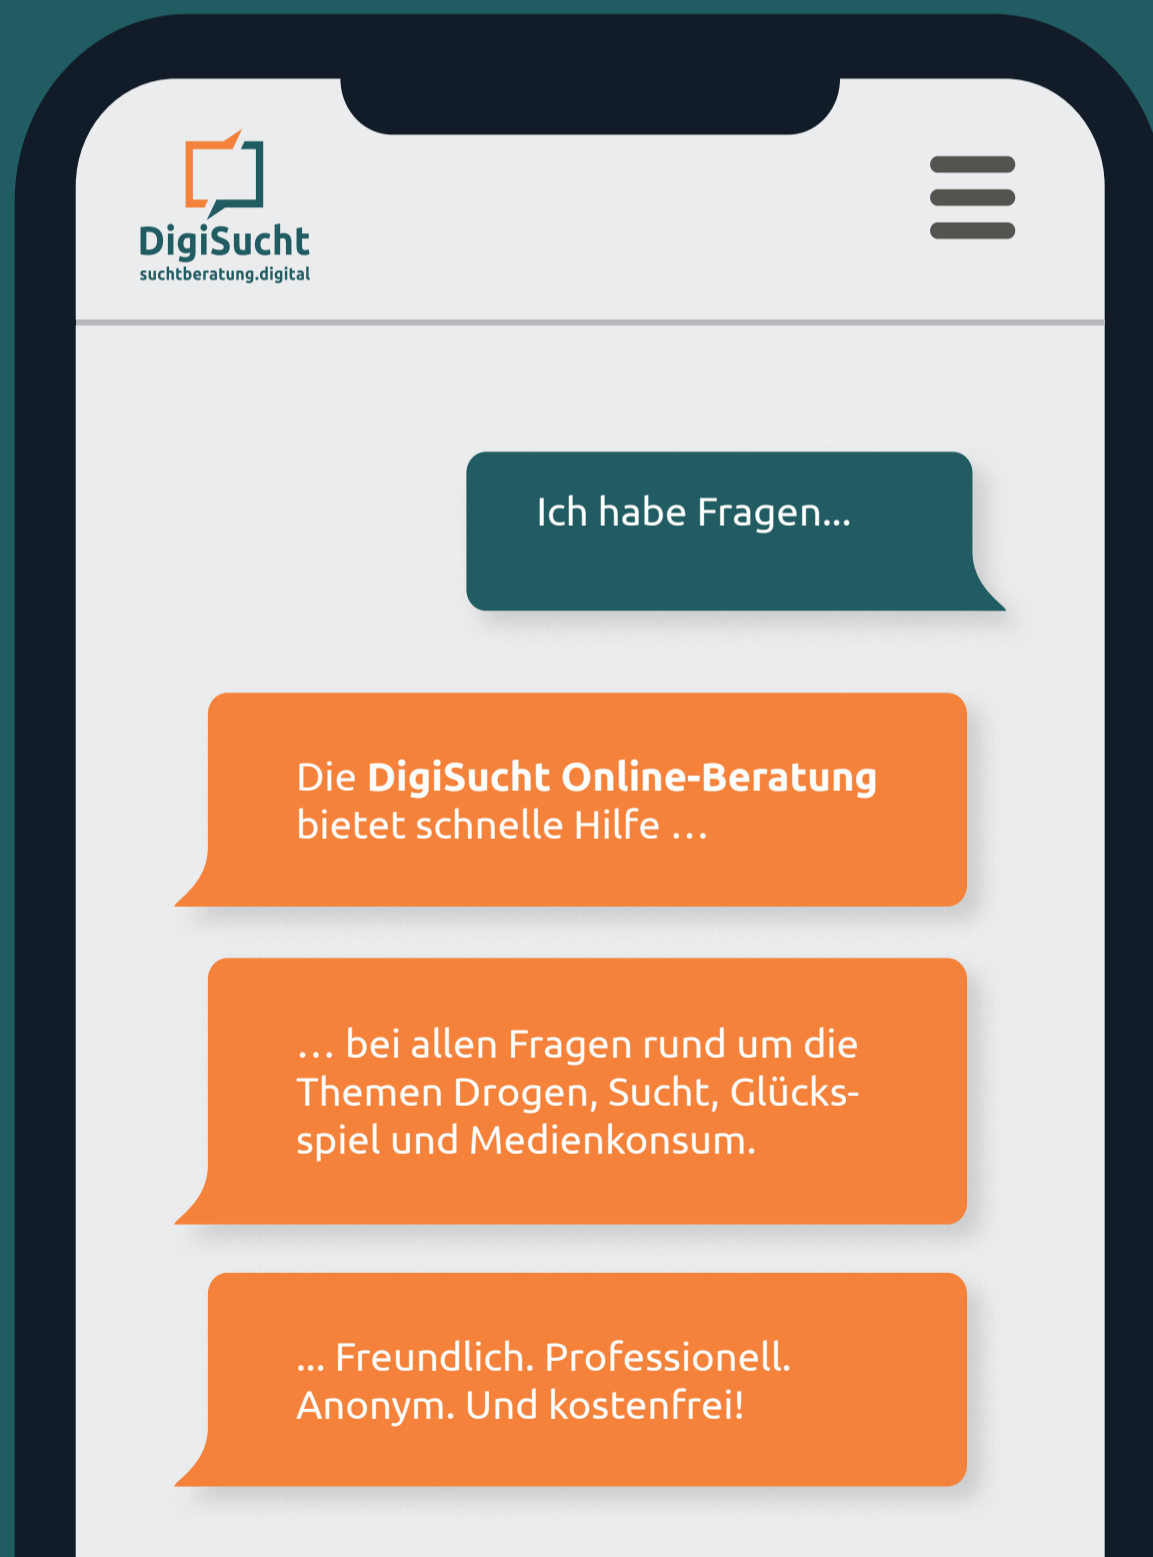 DigiSucht
suchtberatung.digital
Ich habe Fragen...
Die DigiSucht Online-Beratung
bietet schnelle Hilfe …
… bei allen Fragen rund um die
Themen Drogen, Sucht, Glücks-
spiel und Medienkonsum.
... Freundlich. Professionell.
Anonym. Und kostenfrei!